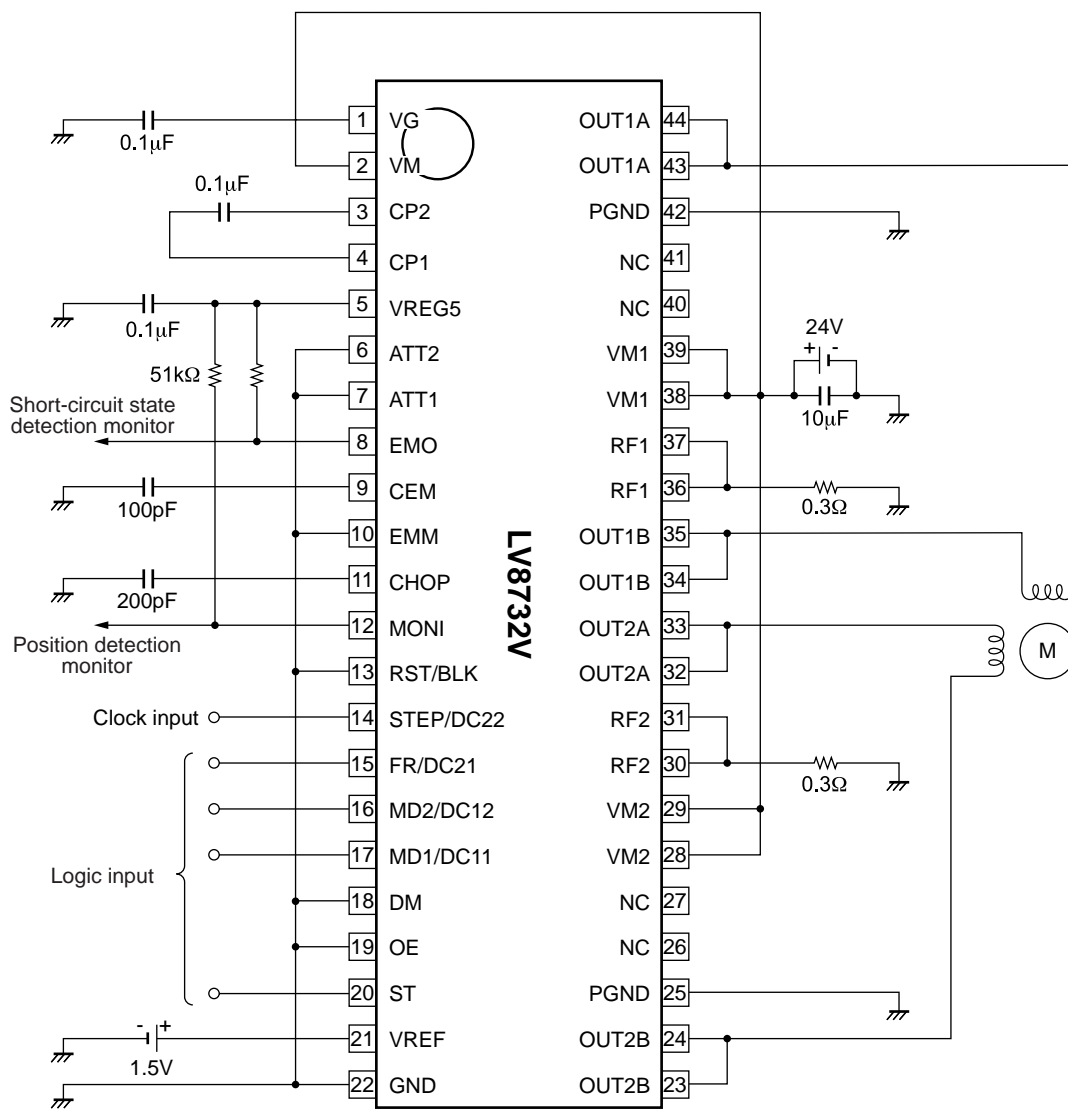 0.1µF
1 VG
2 VM
0.1µF
3 CP2
4 CP1
0.1µF
5 VREG5
51kΩ
6 ATT2
7 ATT1
Short-circuit state
detection monitor
8 EMO
100pF
9 CEM
10 EMM
200pF
11 CHOP
Position detection
monitor
12 MONI
13 RST/BLK
Clock input
14 STEP/DC22
Logic input
15 FR/DC21
16 MD2/DC12
17 MD1/DC11
18 DM
19 OE
20 ST
- +
1.5V
21 VREF
22 GND
LV8732V
OUT1A 44
OUT1A 43
PGND 42
NC 41
NC 40
24V
+ -
10µF
VM1 39
VM1 38
RF1 37
RF1 36
0.3Ω
OUT1B 35
OUT1B 34
OUT2A 33
OUT2A 32
M
RF2 31
RF2 30
0.3Ω
VM2 29
VM2 28
NC 27
NC 26
PGND 25
OUT2B 24
OUT2B 23